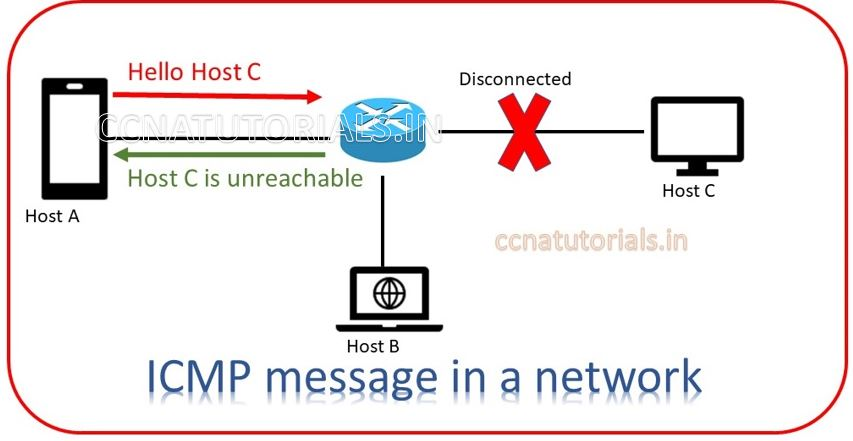 Hello Host C
Disconnected
CCNATUTORIALS.IN
Host C is unreachable
Host A
Host C
ccnatutorials.in
Host B
ICMP message in a network